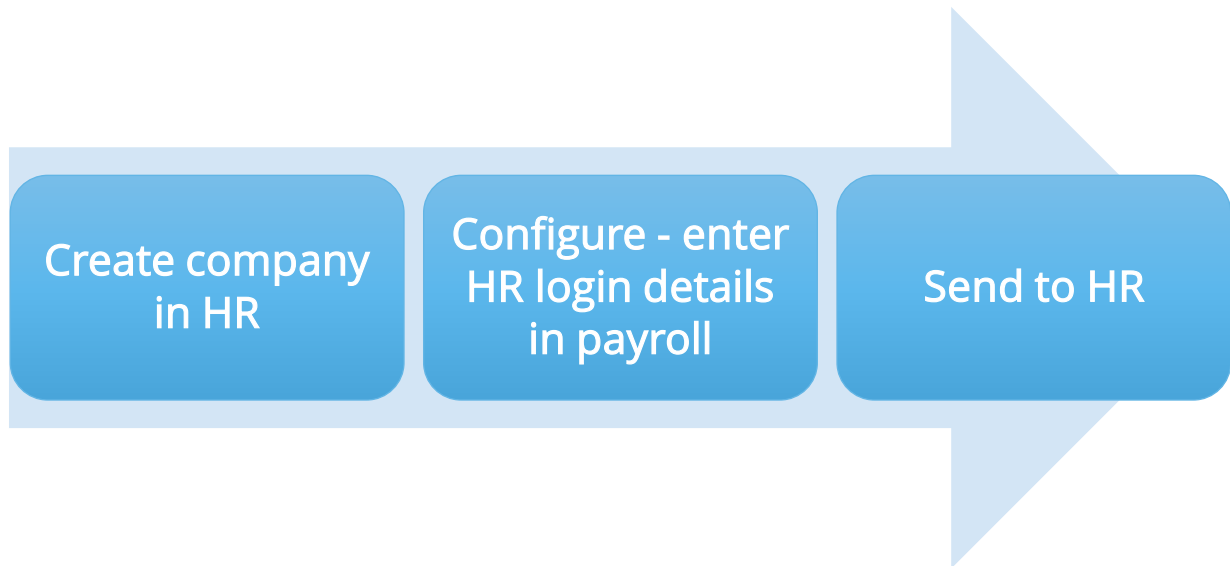 Create company
in HR
Configure - enter
HR login details
in payroll
Send to HR